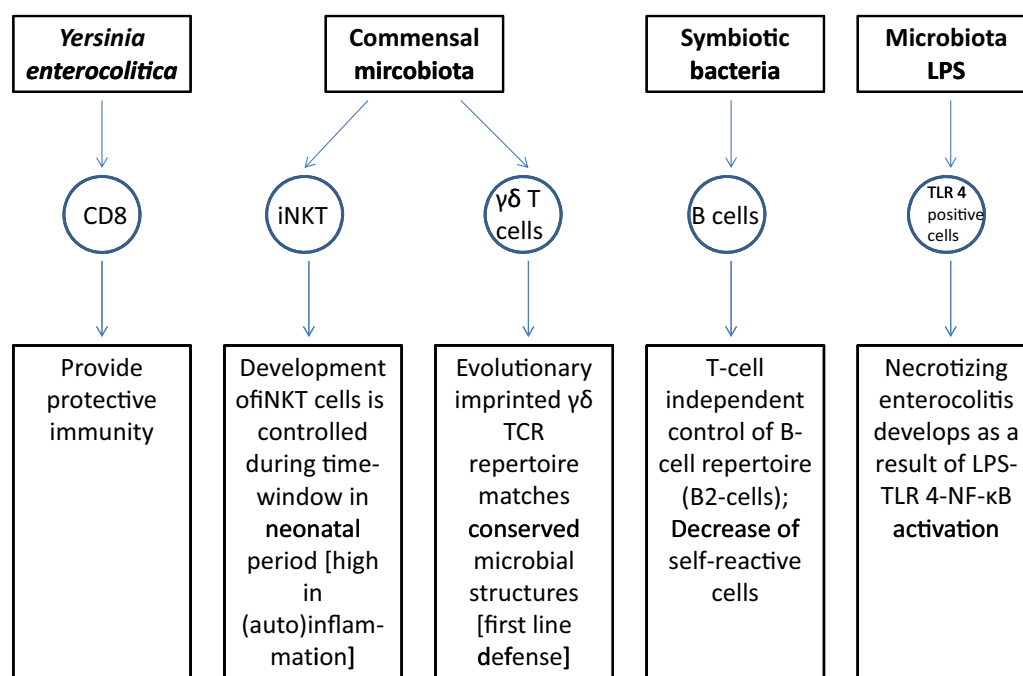 Yersinia
enterocolitica
Commensal
mircobiota
Symbiotic
bacteria
Microbiota
LPS
CD8
iNKT
γδ T
cells
B cells
TLR 4
positive
cells
Provide
protective
immunity
Development
ofiNKT cells is
controlled
during time-
window in
neonatal
period [high
in
(auto)inflam-
mation]
Evolutionary
imprinted γδ
TCR
repertoire
matches
conserved
microbial
structures
[first line
defense]
T-cell
independent
control of B-
cell repertoire
(B2-cells);
Decrease of
self-reactive
cells
Necrotizing
enterocolitis
develops as a
result of LPS-
TLR 4-NF-κB
activation